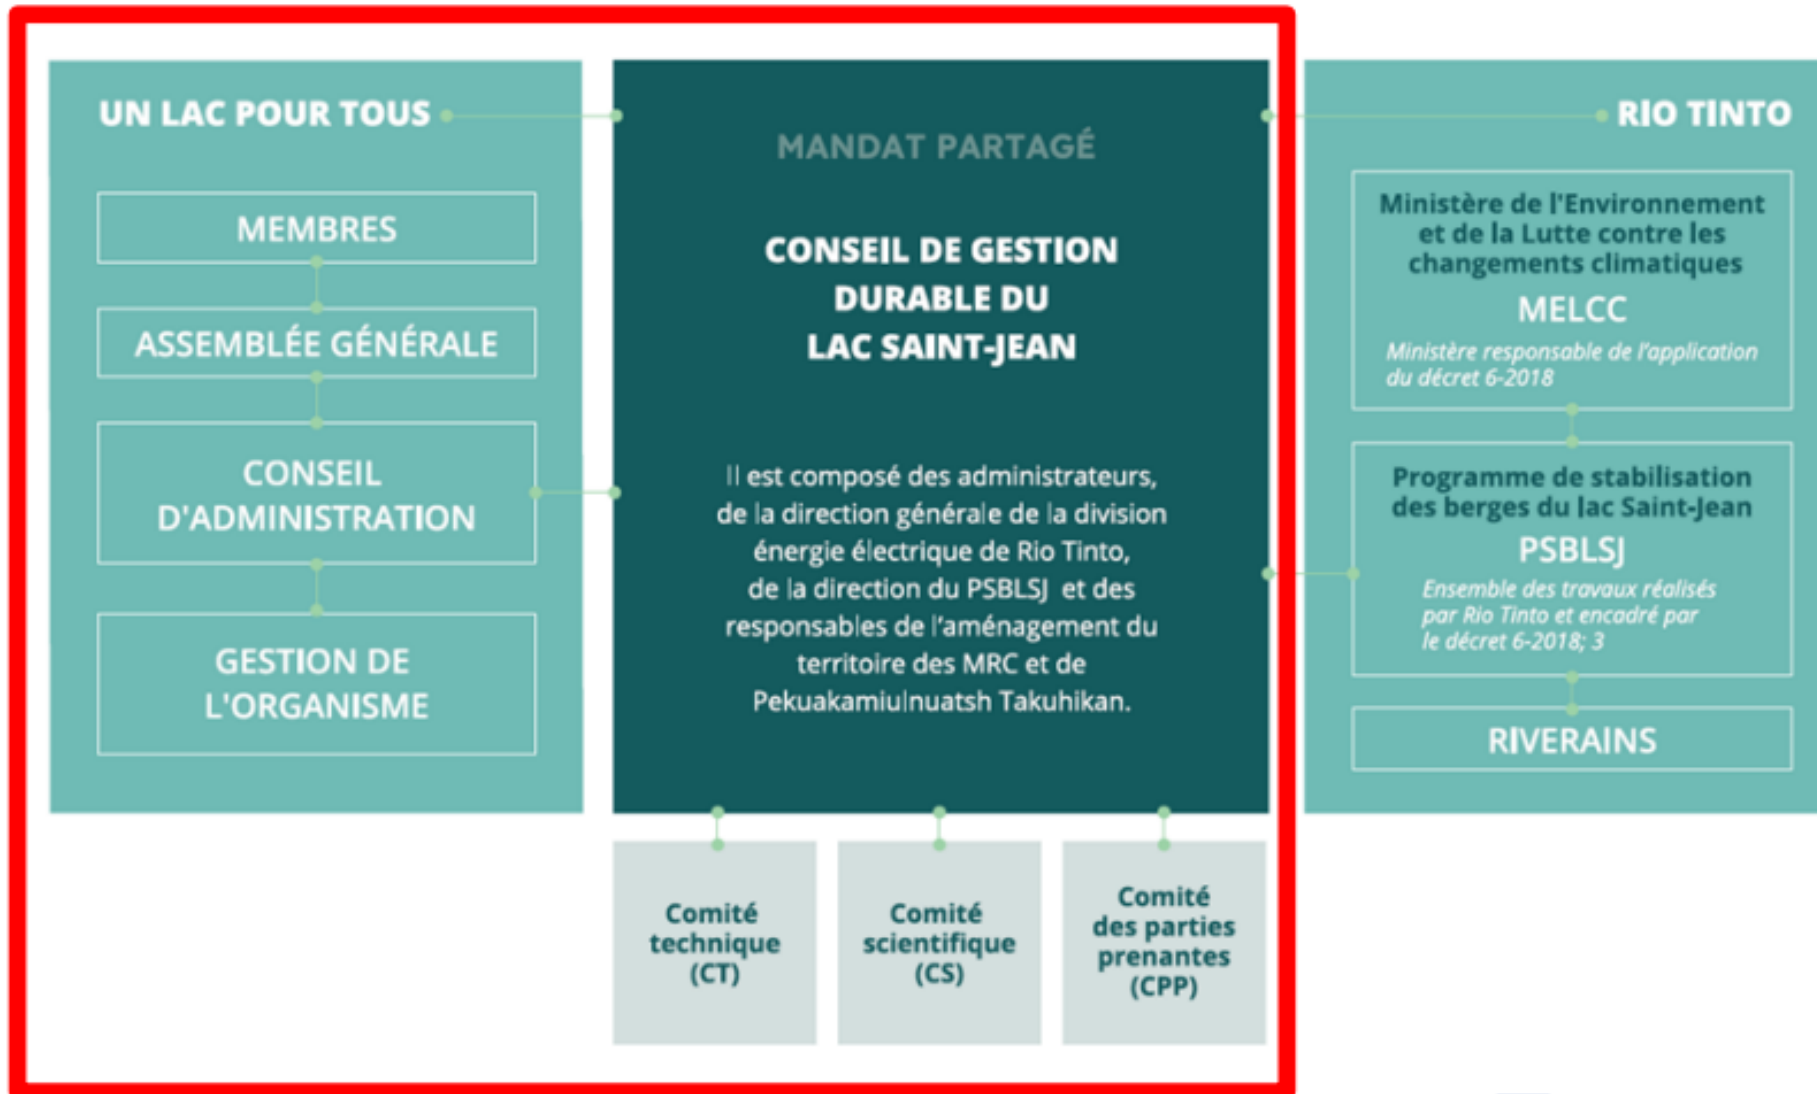 UN LAC POUR TOUS
MEMBRES
ASSEMBLÉE GÉNÉRALE
CONSEIL
D'ADMINISTRATION
GESTION DE
L'ORGANISME
MANDAT PARTAGÉ
CONSEIL DE GESTION
DURABLE DU
LAC SAINT-JEAN
Il est composé des administrateurs,
de la direction générale de la division
énergie électrique de Rio Tinto,
de la direction du PSBLSJ et des
responsables de l'aménagement du
territoire des MRC et de
Pekuakamiulnuatsh Takuhikan.
Comité
technique
(CT)
Comité
scientifique
(CS)
Comité
des parties
prenantes
(CPP)
RIO TINTO
Ministère de l'Environnement
et de la Lutte contre les
changements climatiques
MELCC
Ministère responsable de l'application
du décret 6-2018
Programme de stabilisation
des berges du lac Saint-Jean
PSBLSJ
Ensemble des travaux réalisés
par Rio Tinto et encadré par
le décret 6-2018; 3
RIVERAINS